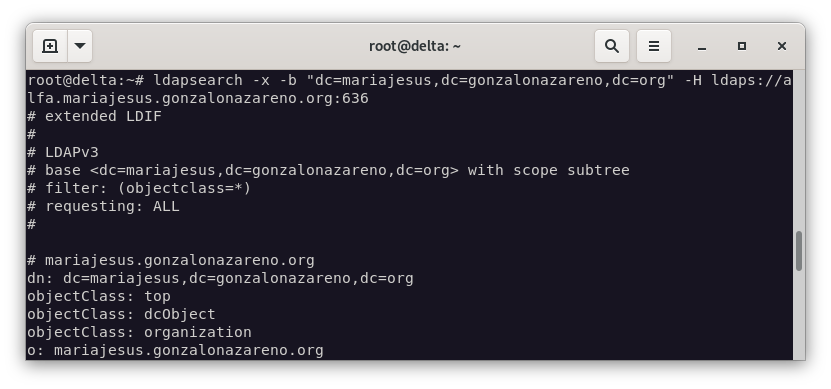 root@delta: ~
root@delta:~# ldapsearch -x -b "dc=mariajesus,dc=gonzalonazareno,dc=org" -H ldaps://a
lfa.mariajesus.gonzalonazareno.org:636
# extended LDIF
#
# LDAPv3
# base <dc=mariajesus,dc=gonzalonazareno,dc=org> with scope subtree
# filter: (objectclass=*)
# requesting: ALL
#
# mariajesus.gonzalonazareno.org
dn: dc=mariajesus,dc=gonzalonazareno,dc=org
objectClass: top
objectClass: dcObject
objectClass: organization
o: mariajesus.gonzalonazareno.org